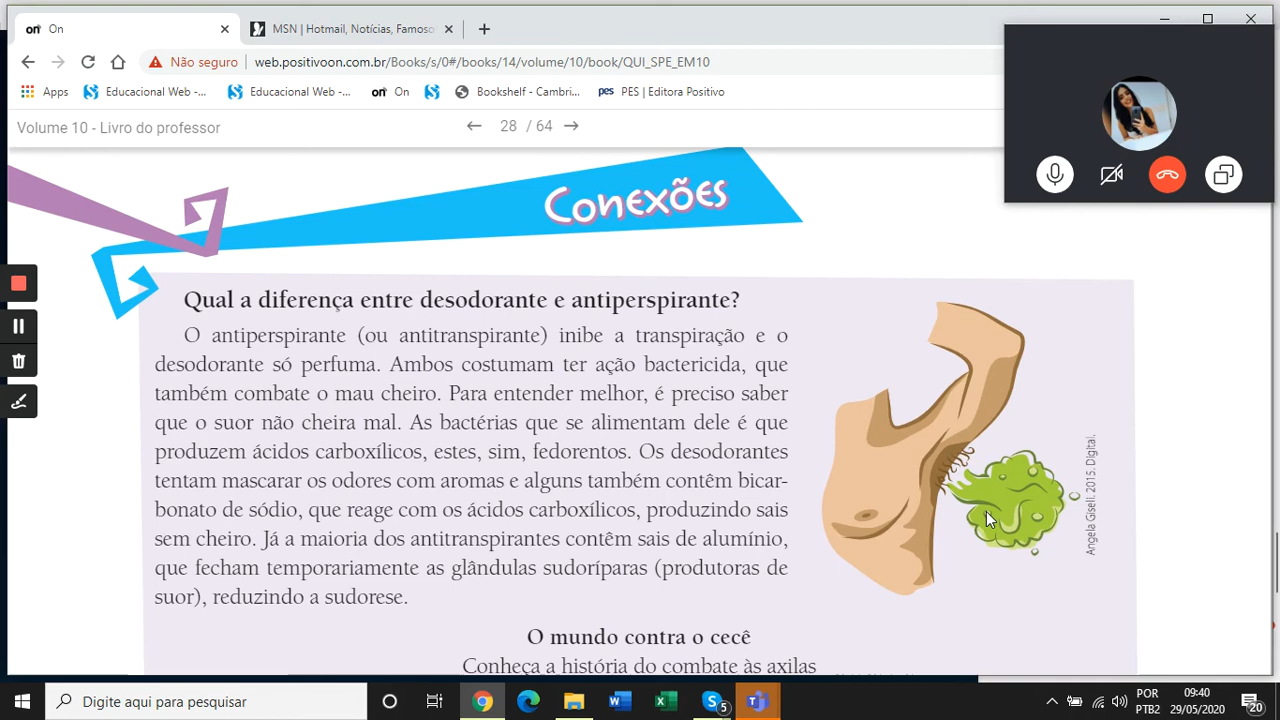 on On
MSN | Hotmail, Notícias, Famoso
Não seguro web.positivoon.com.br/Books/s/0#/books/14/volume/10/book/QUI_SPE_EM10
Apps Educacional Web -... Educacional Web -... on On Bookshelf - Cambri... pes PES | Editora Positivo
Volume 10 - Livro do professor
28 / 64
Conexões
Qual a diferença entre desodorante e antiperspirante?
O antiperspirante (ou antitranspirante) inibe a transpiração e o
desodorante só perfuma. Ambos costumam ter ação bactericida, que
também combate o mau cheiro. Para entender melhor, é preciso saber
que o suor não cheira mal. As bactérias que se alimentam dele é que
produzem ácidos carboxílicos, estes, sim, fedorentos. Os desodorantes
tentam mascarar os odores com aromas e alguns também contêm bicar-
bonato de sódio, que reage com os ácidos carboxílicos, produzindo sais
sem cheiro. Já a maioria dos antitranspirantes contêm sais de alumínio,
que fecham temporariamente as glândulas sudoríparas (produtoras de
suor), reduzindo a sudorese.
Angela Giseli. 2015. Digital.
O mundo contra o cecê
Conheça a história do combate às axilas
Digite aqui para pesquisar
5
POR
PTB2
09:40
29/05/2020
20